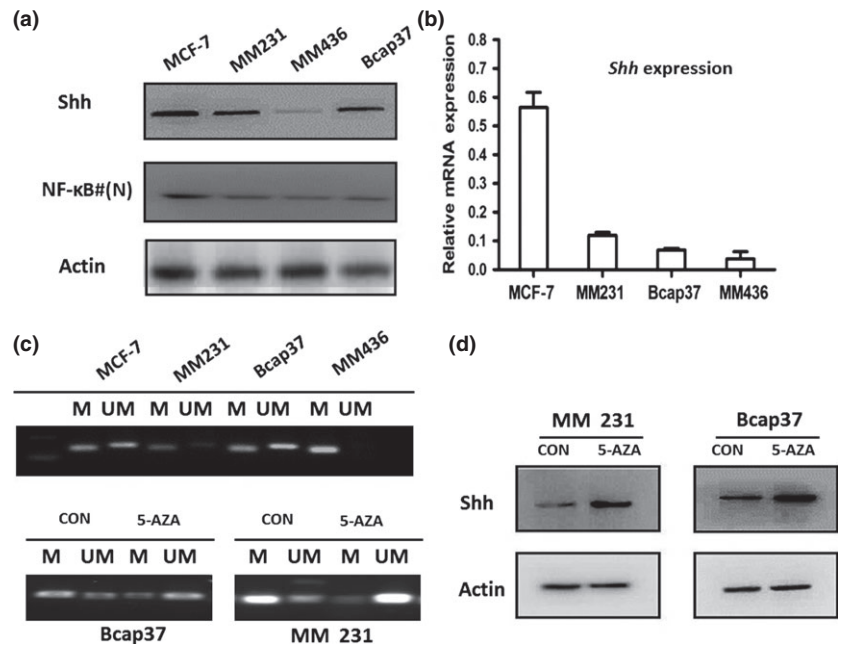 (a)
MCF-7 MM231 MM436 Bcap37
Shh
NF-κB#(N)
Actin
(b)
Shh expression
Relative mRNA expression
0.8
0.7
0.6
0.5
0.4
0.3
0.2
0.1
0.0
MCF-7 MM231 Bcap37 MM436
(c)
MCF-7 MM231 Bcap37 MM436
M UM M UM M UM M UM
CON 5-AZA CON 5-AZA
M UM M UM M UM M UM
Bcap37 MM 231
(d)
MM 231 Bcap37
CON 5-AZA CON 5-AZA
Shh
Actin